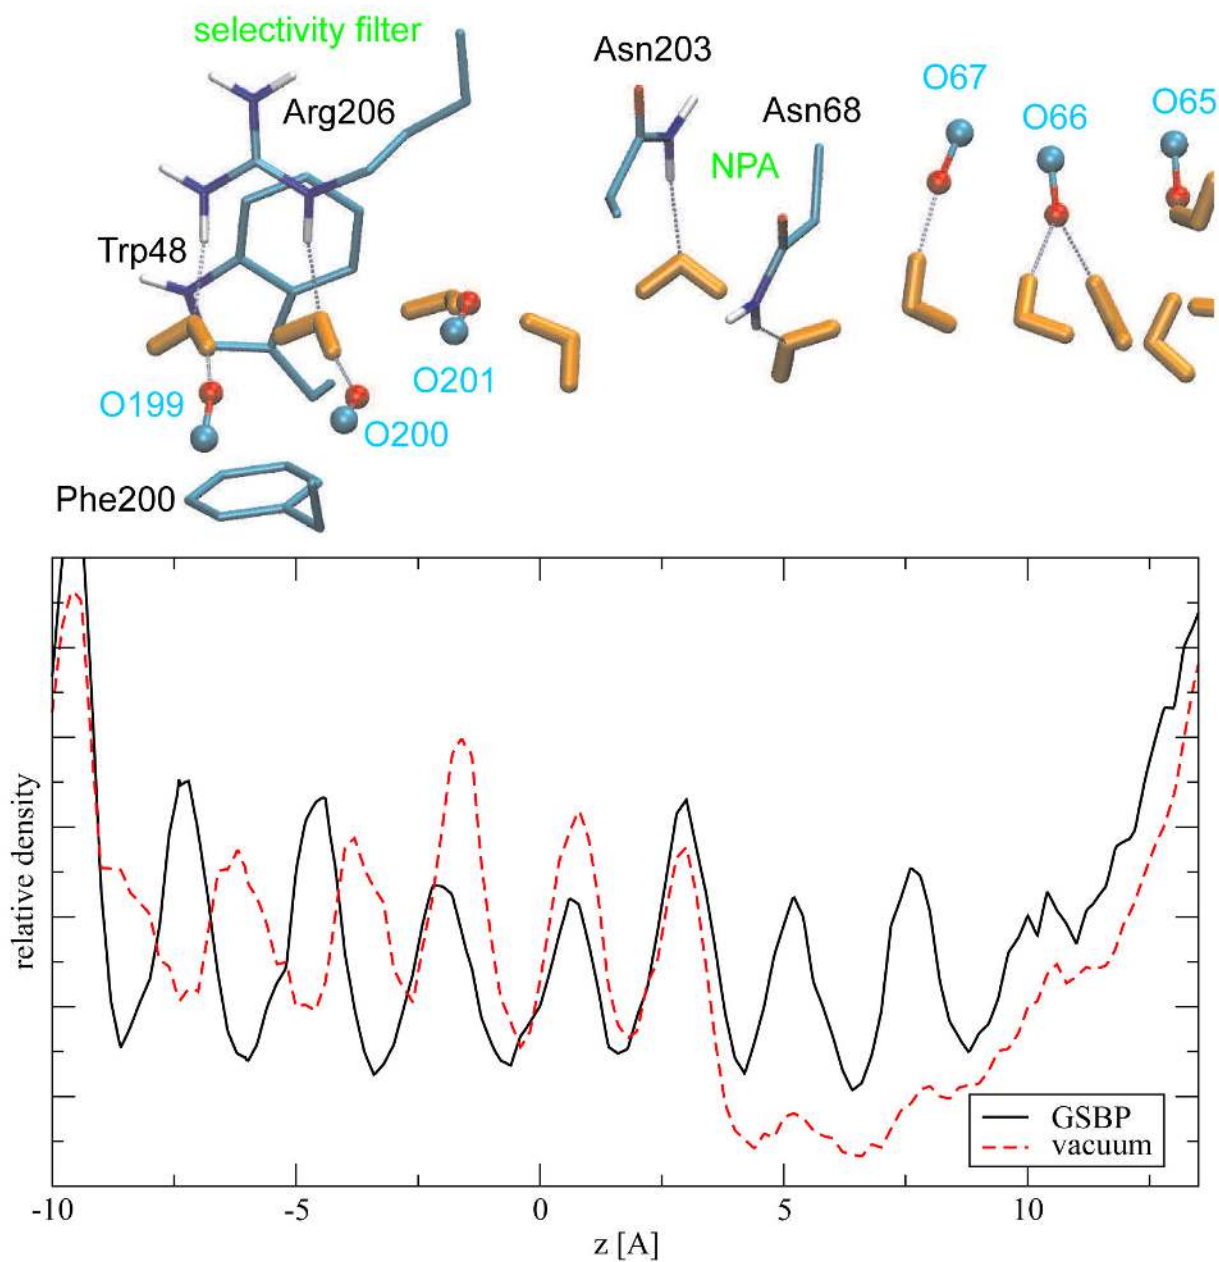 selectivity filter
Arg206
Asn203
Asn68
O67
O66
O65
NPA
Trp48
O199
O200
O201
Phe200
relative density
GSBP
vacuum
-10
-5
0
5
10
z [A]